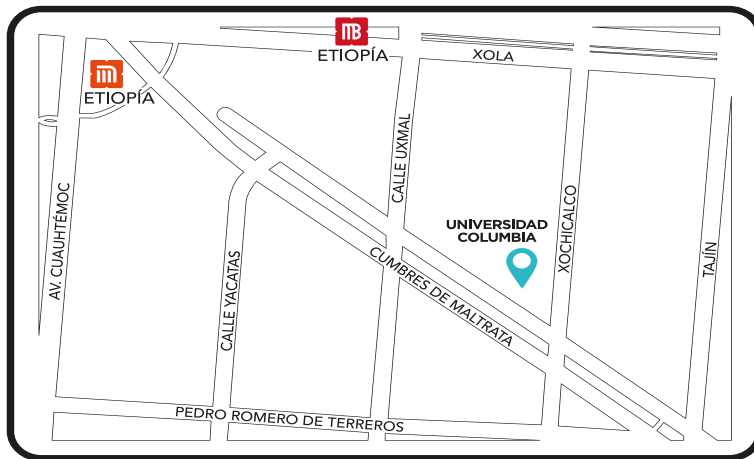 MB
ETIOPÍA
XOLA
ETIOPÍA
AV. CUAUHTÉMOC
CALLE YACATAS
CALLE UXMAL
UNIVERSIDAD
COLUMBIA
XOCHICALCO
TAJÍN
CUMBRES DE MALTRATA
PEDRO ROMERO DE TERREROS